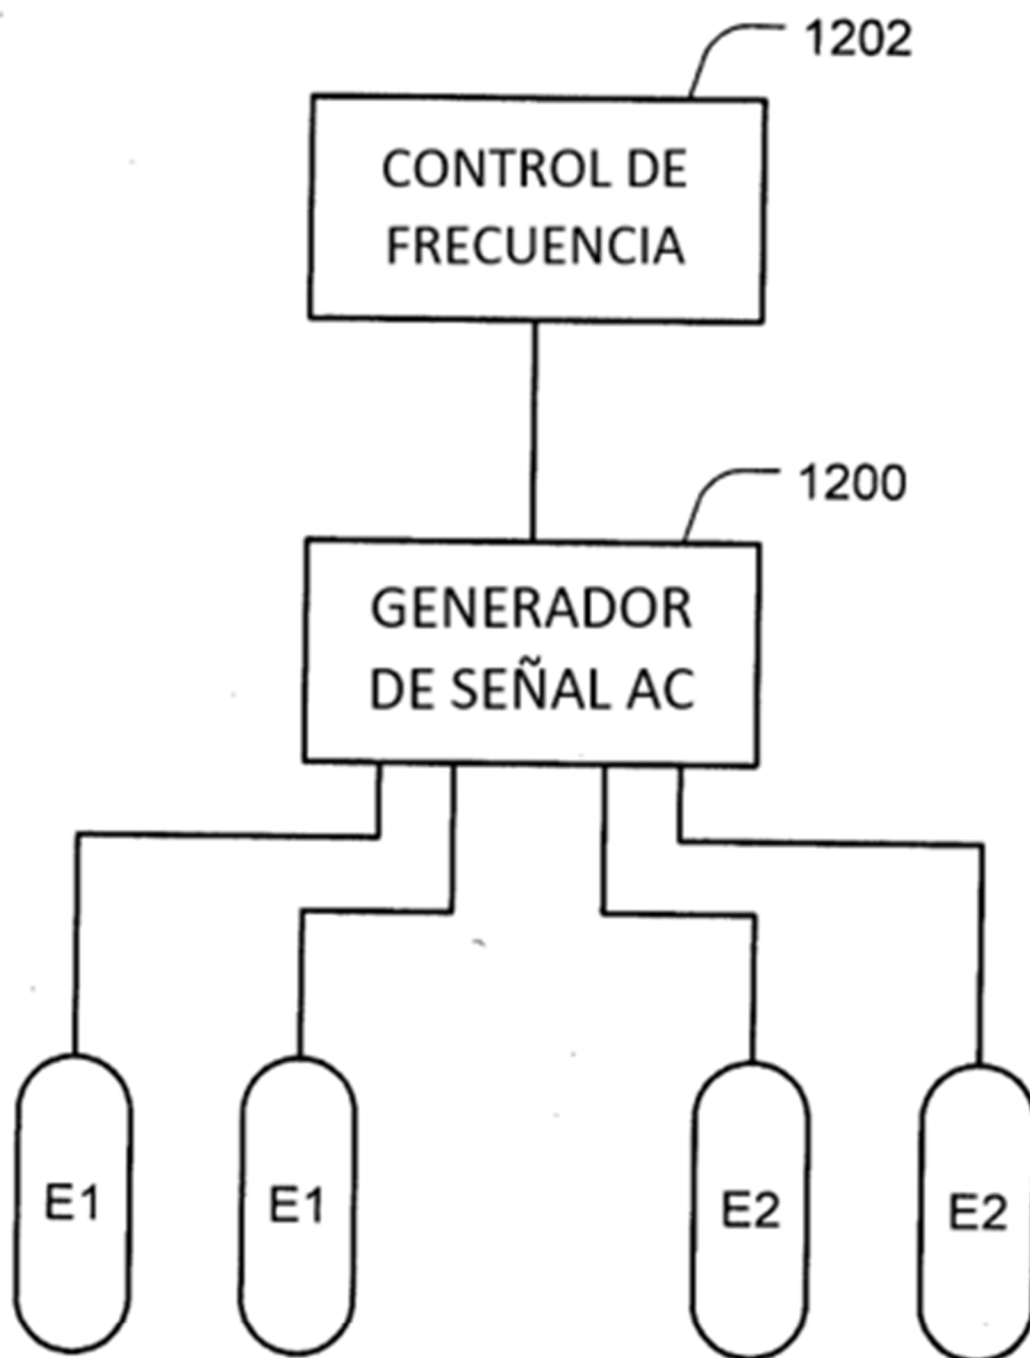 1202
CONTROL DE
FRECUENCIA
1200
GENERADOR
DE SEÑAL AC
E1
E1
E2
E2